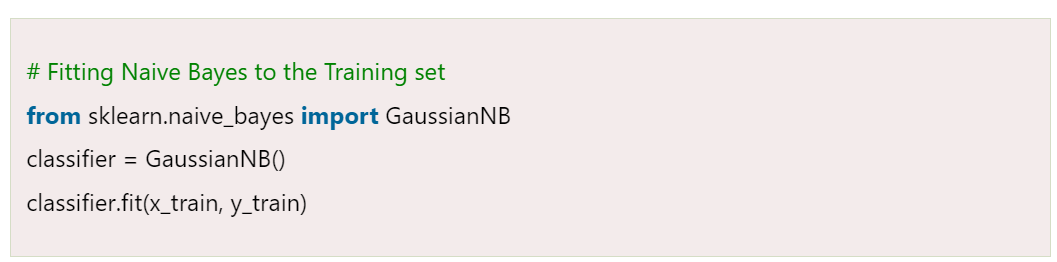 # Fitting Naive Bayes to the Training set
from sklearn.naive_bayes import GaussianNB
classifier = GaussianNB()
classifier.fit(x_train, y_train)